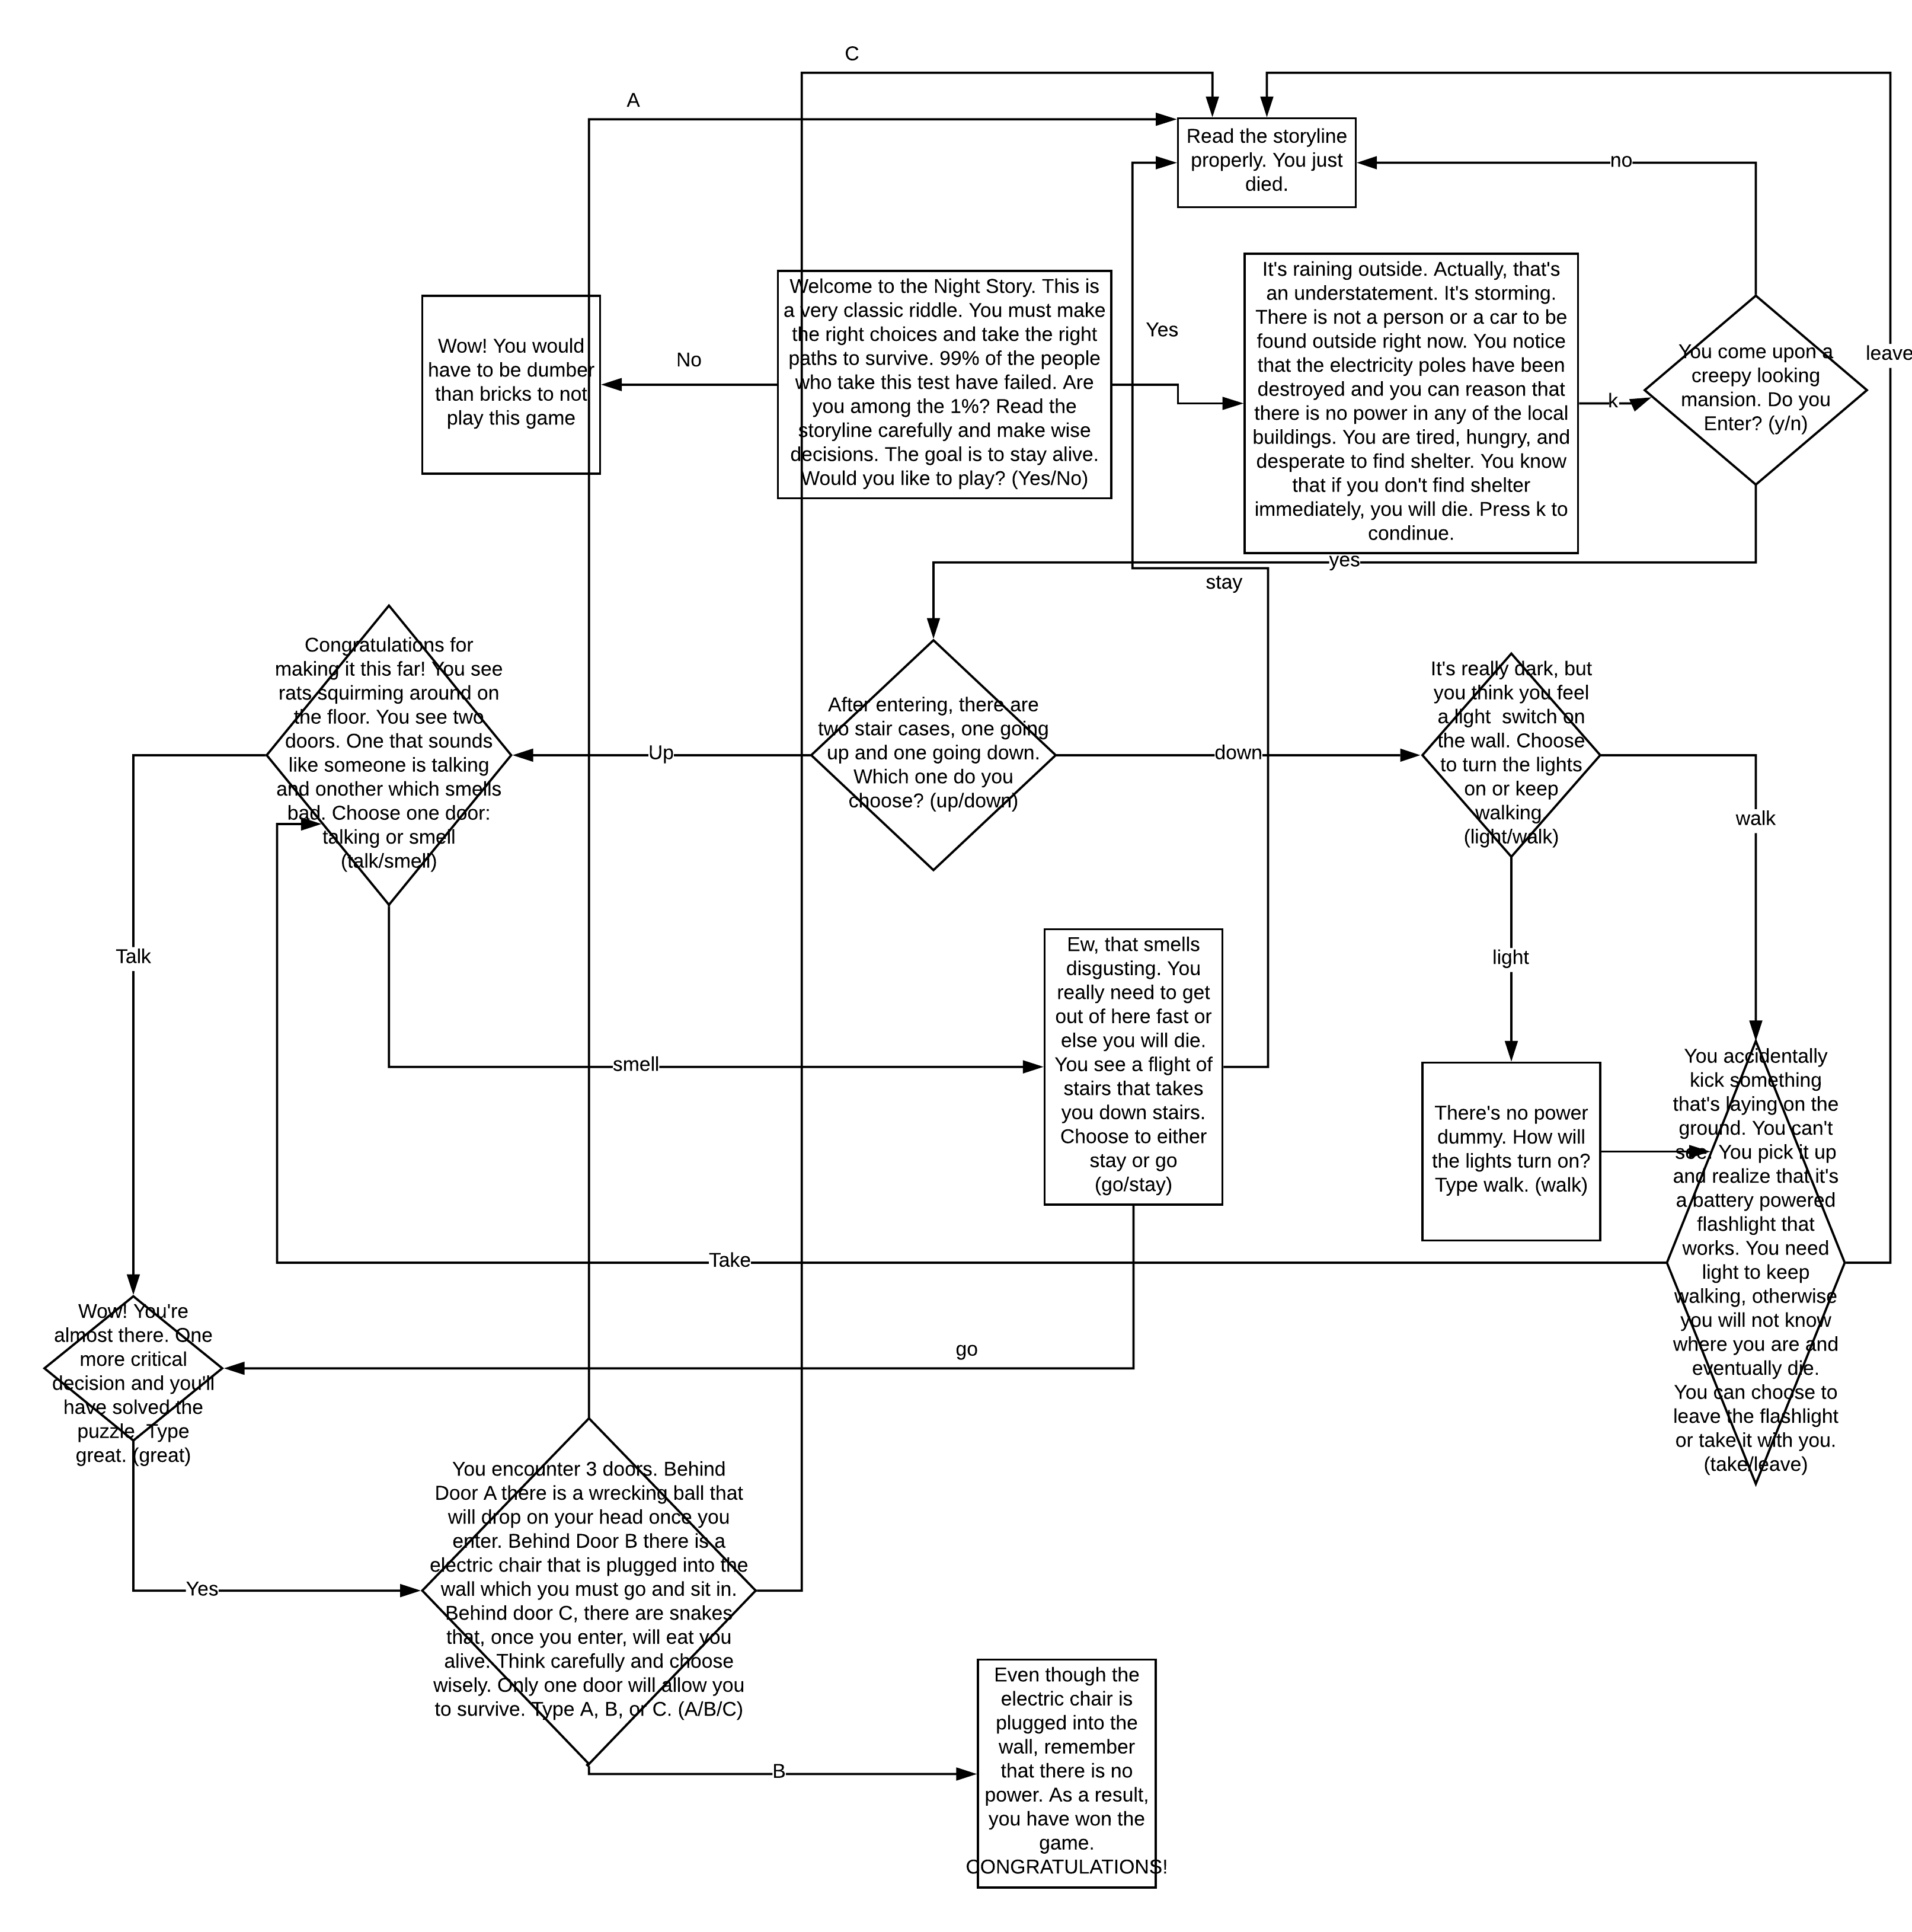 C
A
Read the storyline
properly. You just
died.
no
Wow! You would
have to be dumber
than bricks to not
play this game
No
Welcome to the Night Story. This is
a very classic riddle. You must make
the right choices and take the right
paths to survive. 99% of the people
who take this test have failed. Are
you among the 1%? Read the
storyline carefully and make wise
decisions. The goal is to stay alive.
Would you like to play? (Yes/No)
Yes
It's raining outside. Actually, that's
an understatement. It's storming.
There is not a person or a car to be
found outside right now. You notice
that the electricity poles have been
destroyed and you can reason that
there is no power in any of the local
buildings. You are tired, hungry, and
desperate to find shelter. You know
that if you don't find shelter
immediately, you will die. Press k to
continue.
k
You come upon a
creepy looking
mansion. Do you
Enter? (y/n)
leave
yes
stay
Congratulations for
making it this far! You see
rats squirming around on
the floor. You see two
doors. One that sounds
like someone is talking
and onother which smells
bad. Choose one door:
talking or smell
(talk/smell)
Up
After entering, there are
two stair cases, one going
up and one going down.
Which one do you
choose? (up/down)
down
It's really dark, but
you think you feel
a light  switch on
the wall. Choose
to turn the lights
on or keep
walking
(light/walk)
walk
Talk
light
smell
Ew, that smells
disgusting. You
really need to get
out of here fast or
else you will die.
You see a flight of
stairs that takes
you down stairs.
Choose to either
stay or go
(go/stay)
There's no power
dummy. How will
the lights turn on?
Type walk. (walk)
You accidentally
kick something
that's laying on the
ground. You can't
see. You pick it up
and realize that it's
a battery powered
flashlight that
works. You need
light to keep
walking, otherwise
you will not know
where you are and
eventually die.
You can choose to
leave the flashlight
or take it with you.
(take/leave)
Take
Wow! You're
almost there. One
more critical
decision and you'll
have solved the
puzzle. Type
great. (great)
go
Yes
You encounter 3 doors. Behind
Door A there is a wrecking ball that
will drop on your head once you
enter. Behind Door B there is a
electric chair that is plugged into the
wall which you must go and sit in.
Behind door C, there are snakes
that, once you enter, will eat you
alive. Think carefully and choose
wisely. Only one door will allow you
to survive. Type A, B, or C. (A/B/C)
B
Even though the
electric chair is
plugged into the
wall, remember
that there is no
power. As a result,
you have won the
game.
CONGRATULATIONS!